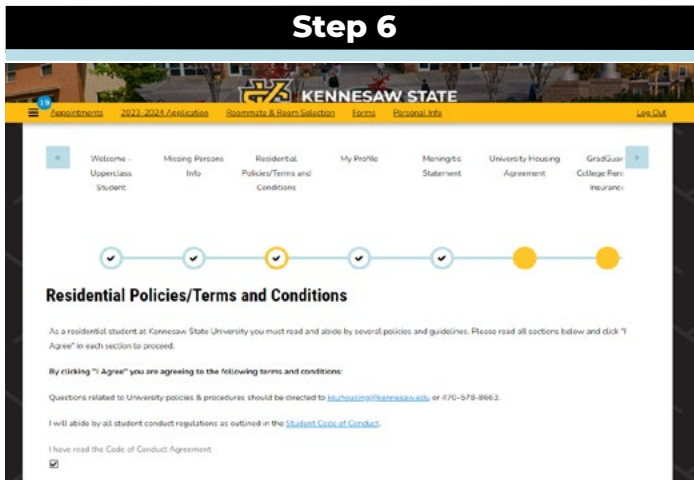 Step 6
KENNESAW STATE
19
Appointments 2023-2024 Application Roommate & Room Selection Forms Personal Info Log Out
« Welcome - Missing Persons Residential My Profile Meningitis University Housing GradGuar »
Upperclass Info Policies/Terms and Statement Agreement College Rent
Student Conditions Insurance
Residential Policies/Terms and Conditions
As a residential student at Kennesaw State University you must read and abide by several policies and guidelines. Please read all sections below and click "I
Agree" in each section to proceed.
By clicking "I Agree" you are agreeing to the following terms and conditions:
Questions related to University policies & procedures should be directed to ksuhousing@kennesaw.edu or 470-578-
8663.
I will abide by all student conduct regulations as outlined in the Student Code of Conduct.
I have read the Code of Conduct Agreement